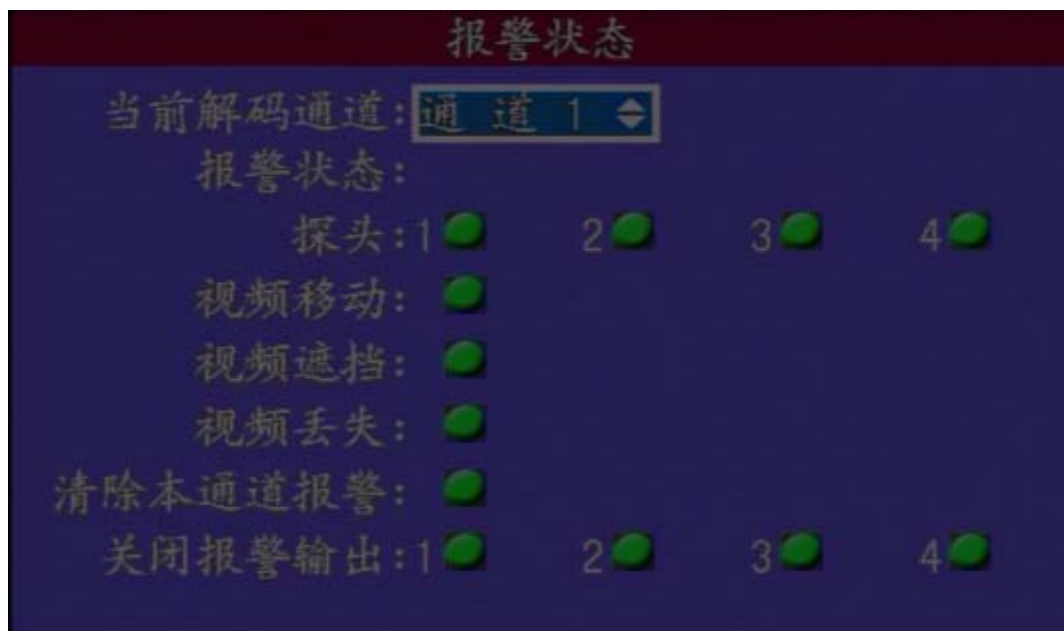 报警状态
当前解码通道:通 道 1
报警状态:
探头:1 2 3 4
视频移动:
视频遮挡:
视频丢失:
清除本通道报警:
关闭报警输出:1 2 3 4